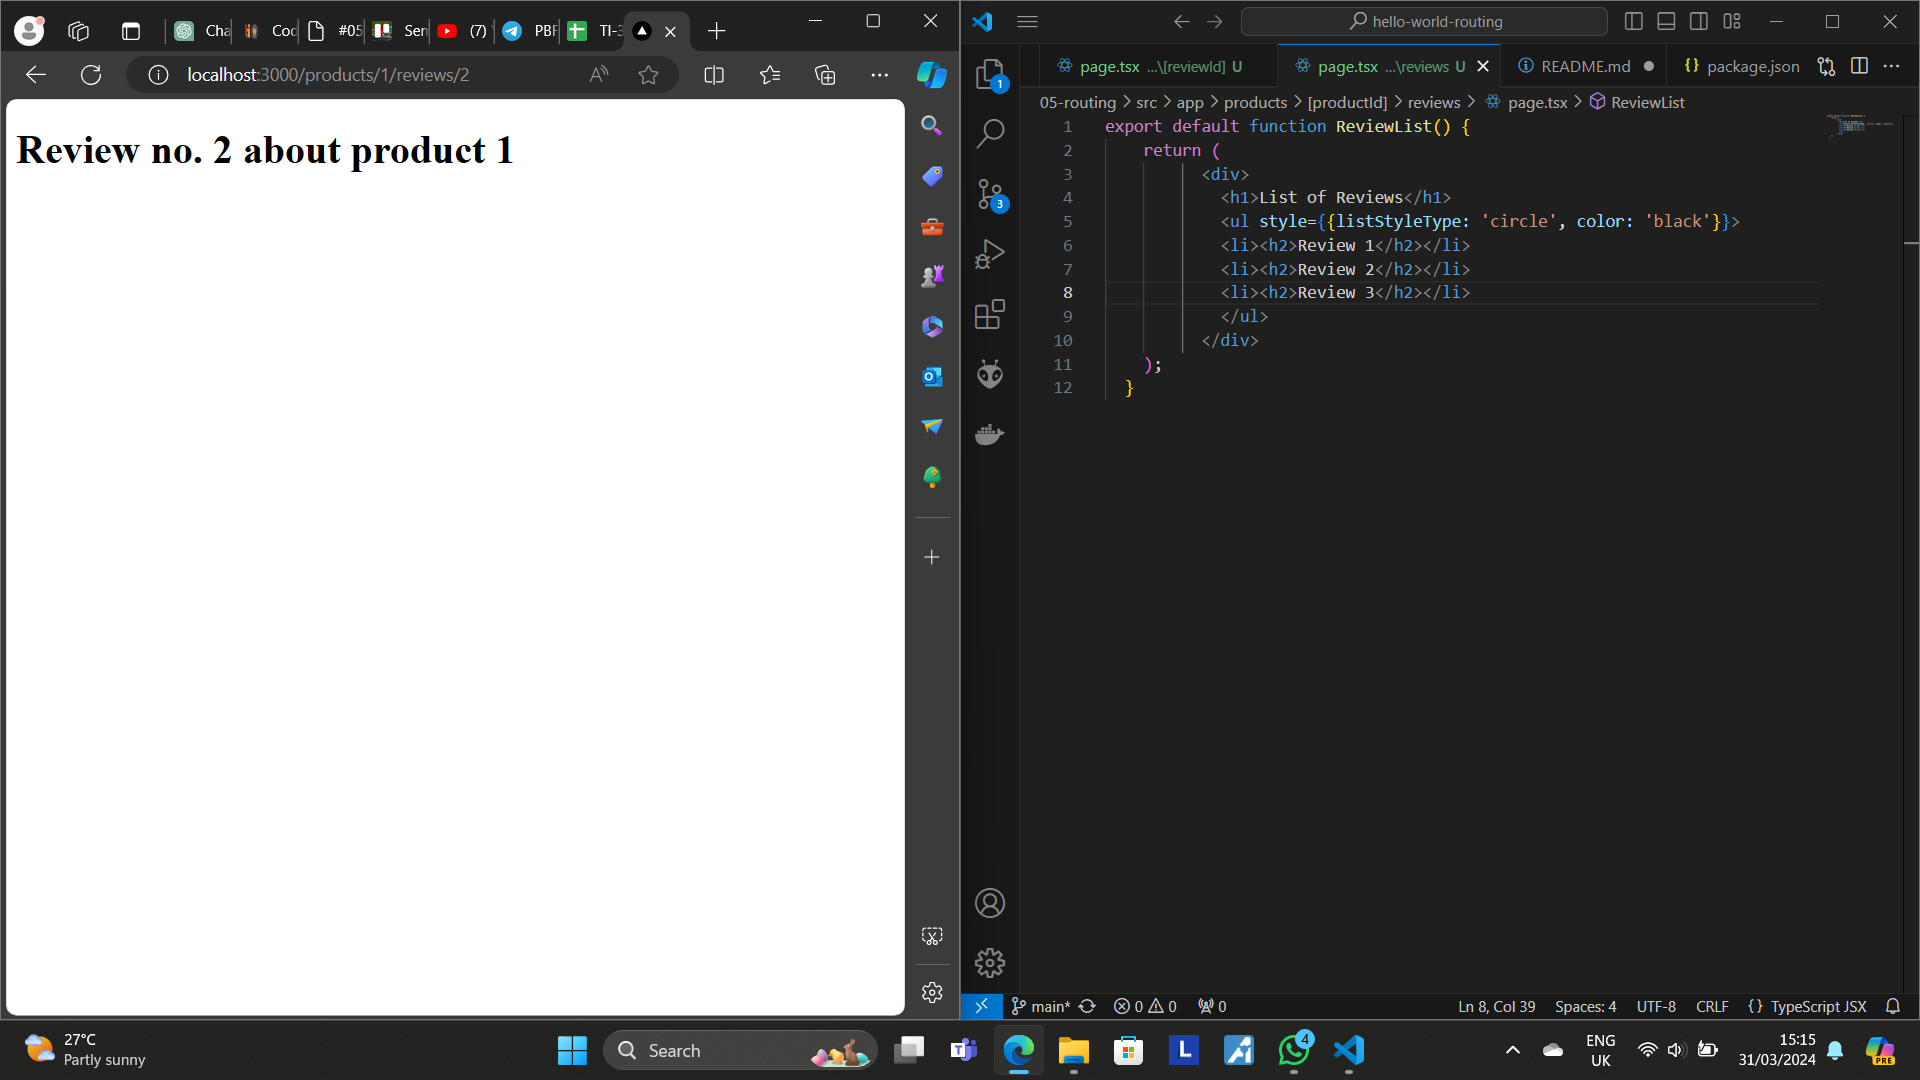 Cha
Cod
#05
Sen
(7)
PBF
TI-3
localhost:3000/products/1/reviews/2
Review no. 2 about product 1
hello-world-routing
page.tsx ...\[reviewId] U
page.tsx ...\reviews U
README.md
package.json
05-routing > src > app > products > [productId] > reviews > page.tsx > ReviewList
1 export default function ReviewList() {
2 return (
3 <div>
4 <h1>List of Reviews</h1>
5 <ul style={{listStyleType: 'circle', color: 'black'}}>
6 <li><h2>Review 1</h2></li>
7 <li><h2>Review 2</h2></li>
8 <li><h2>Review 3</h2></li>
9 </ul>
10 </div>
11 );
12 }
1
3
main* 0 0 0
Ln 8, Col 39 Spaces: 4 UTF-8 CRLF {} TypeScript JSX
27°C
Partly sunny
Search
L
4
ENG
UK
15:15
31/03/2024
PRE